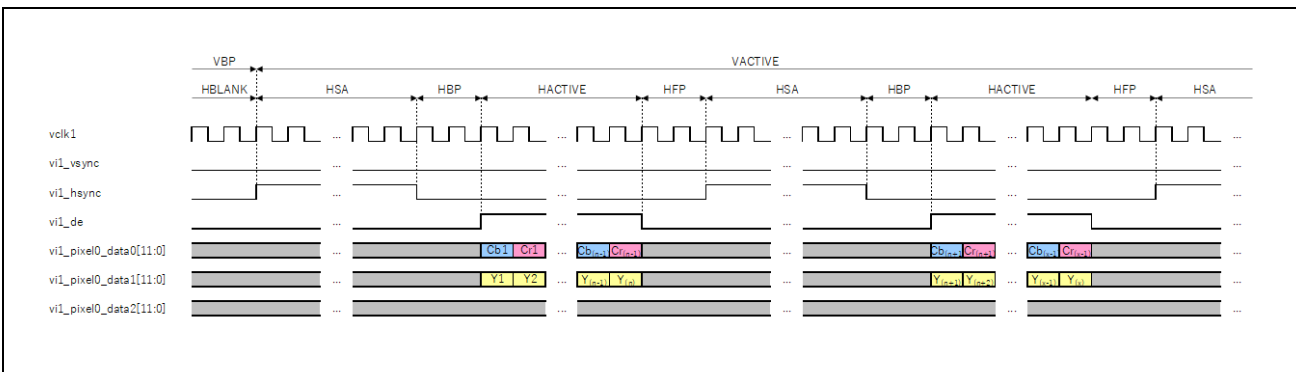 VBP VACTIVE
HBLANK HSA HBP HACTIVE HFP HSA HBP HACTIVE HFP HSA
vclk1 ... ... ... ... ...
vi1_vsync ... ... ... ... ...
vi1_hsync ... ... ... ... ...
vi1_de ... ... ... ... ...
vi1_pixel0_data0[11:0] ... Cb1 Cr1 ... Cb(n-1) Cr(n-1) ... Cb(n+1) Cr(n+1) ... Cb(s-1) Cr(s-1) ...
vi1_pixel0_data1[11:0] ... Y1 Y2 ... Y(n-1) Y(n) ... Y(n+1) Y(n+2) ... Y(s-1) Y(s) ...
vi1_pixel0_data2[11:0] ... ... ... ... ...